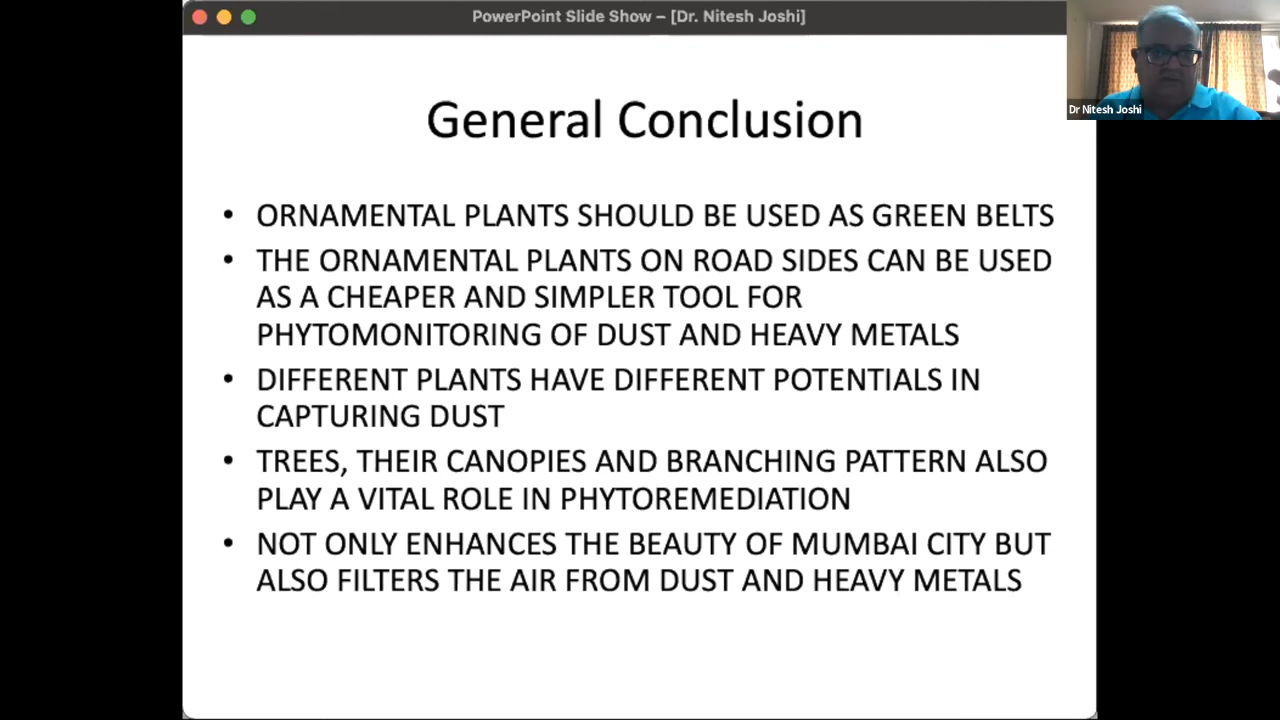 PowerPoint Slide Show – [Dr. Nitesh Joshi]
Dr Nitesh Joshi
General Conclusion
• ORNAMENTAL PLANTS SHOULD BE USED AS GREEN BELTS
• THE ORNAMENTAL PLANTS ON ROAD SIDES CAN BE USED
AS A CHEAPER AND SIMPLER TOOL FOR
PHYTOMONITORING OF DUST AND HEAVY METALS
• DIFFERENT PLANTS HAVE DIFFERENT POTENTIALS IN
CAPTURING DUST
• TREES, THEIR CANOPIES AND BRANCHING PATTERN ALSO
PLAY A VITAL ROLE IN PHYTOREMEDIATION
• NOT ONLY ENHANCES THE BEAUTY OF MUMBAI CITY BUT
ALSO FILTERS THE AIR FROM DUST AND HEAVY METALS